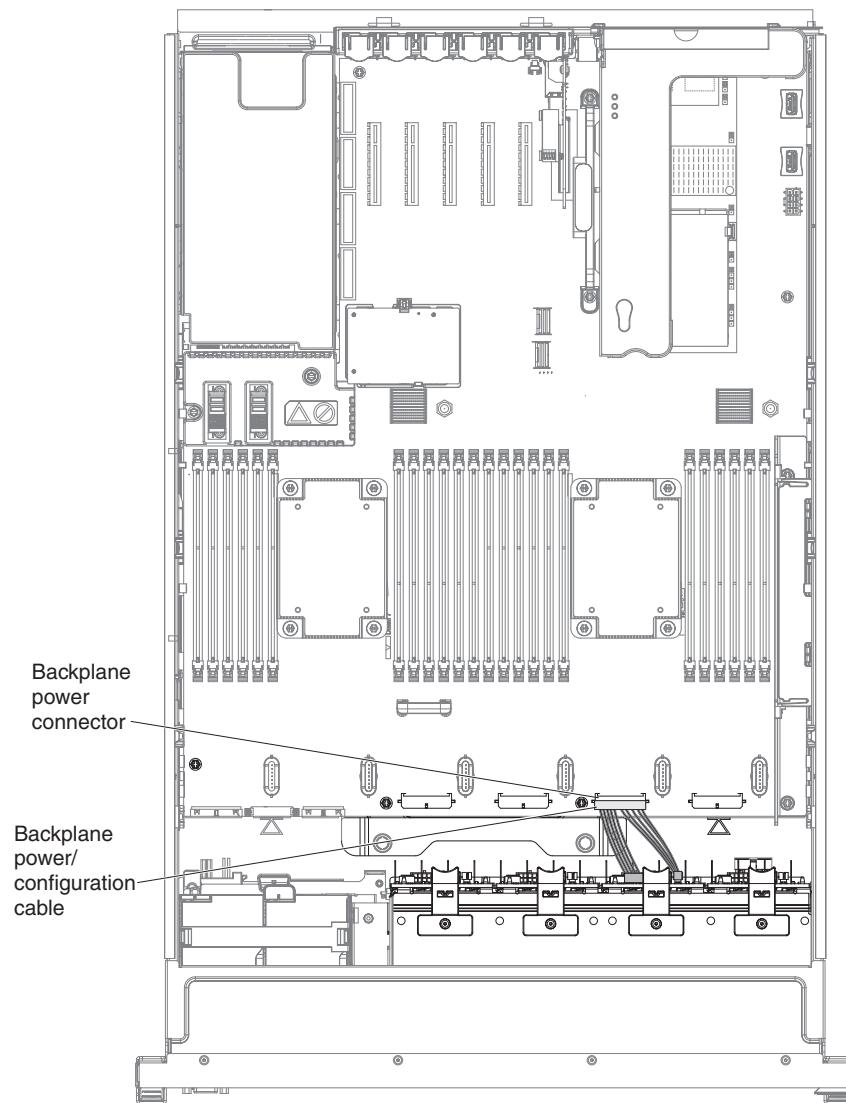 Backplane
power
connector
Backplane
power/
configuration
cable